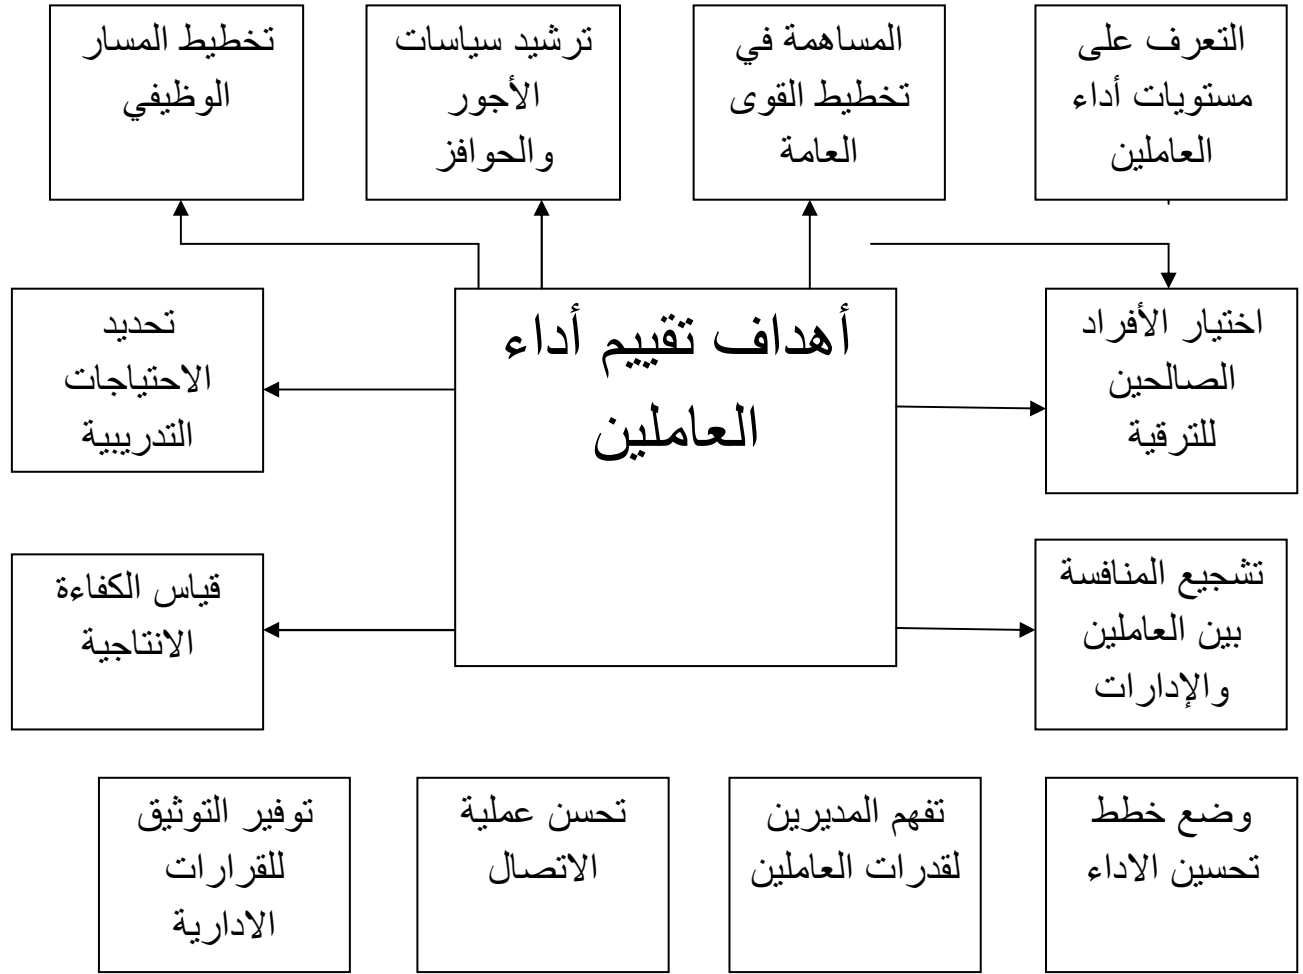 التعرف على
مستويات أداء
العاملين
المساهمة في
تخطيط القوى
العامة
ترشيد سياسات
الأجور
والحوافز
تخطيط المسار
الوظيفي
اختيار الأفراد
الصالحين
للترقية
أهداف تقييم أداء
العاملين
تحديد
الاحتياجات
التدريبية
تشجيع المنافسة
بين العاملين
والإدارات
قياس الكفاءة
الانتاجية
وضع خطط
تحسين الاداء
تفهم المديرين
لقدرات العاملين
تحسن عملية
الاتصال
توفير التوثيق
للقرارات
الادارية